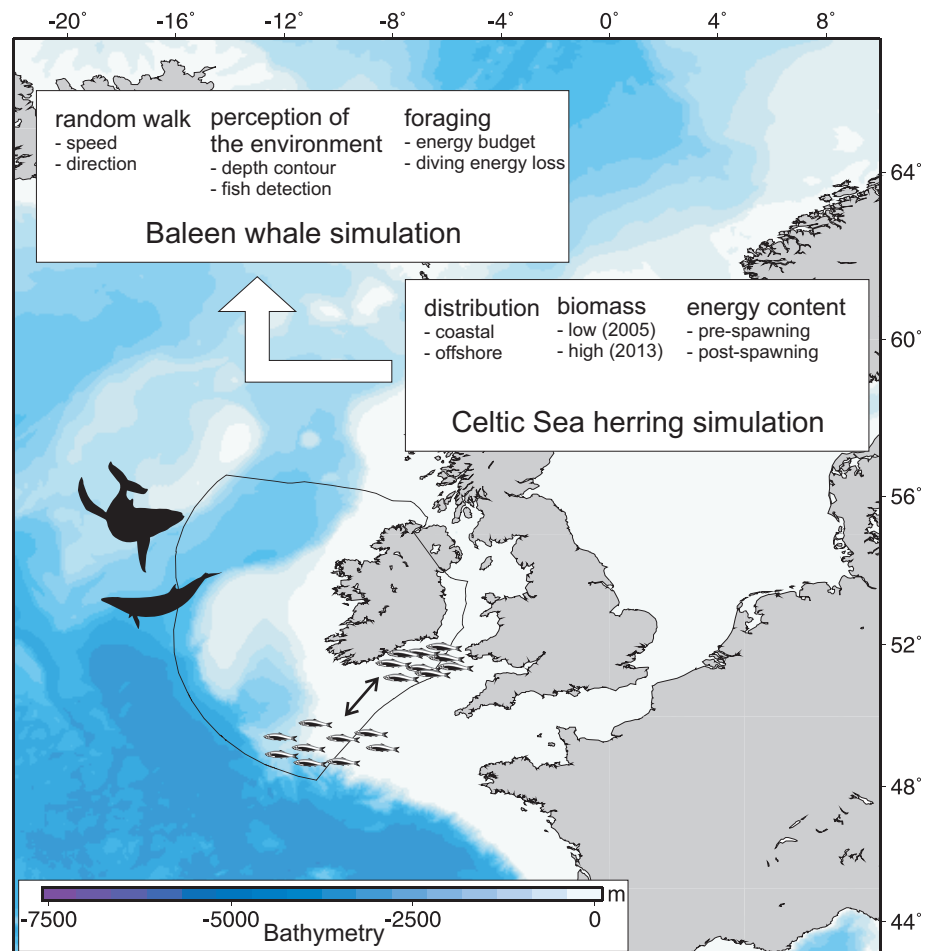 -20° -16° -12° -8° -4° 0° 4° 8°
random walk
- speed
- direction
perception of
the environment
- depth contour
- fish detection
foraging
- energy budget
- diving energy loss
Baleen whale simulation
distribution
- coastal
- offshore
biomass
- low (2005)
- high (2013)
energy content
- pre-spawning
- post-spawning
Celtic Sea herring simulation
64°
60°
56°
52°
48°
44°
m
-7500 -5000 -2500 0
Bathymetry